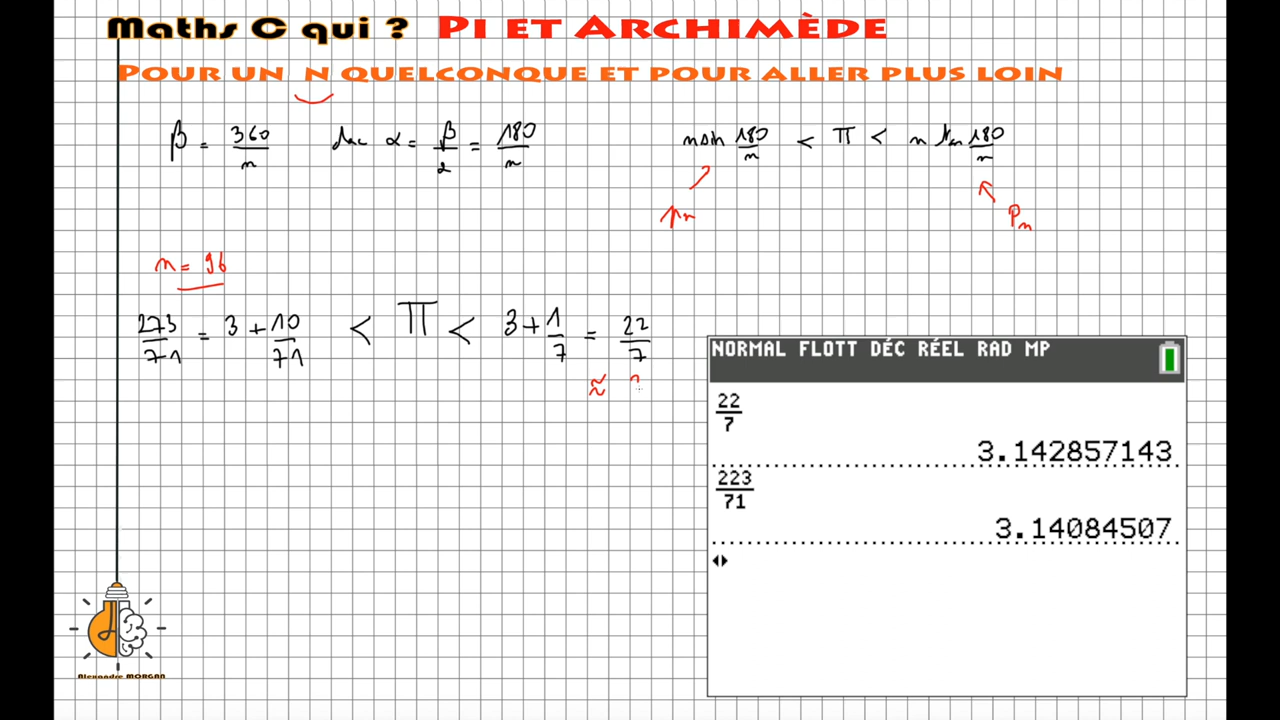 Maths C qui ? PI ET ARCHIMÈDE
POUR UN N QUELCONQUE ET POUR ALLER PLUS LOIN
β = 360/n donc α = β/2 = 180/n n sin 180/n < π < n tan 180/n
pn Pn
n = 96
223/71 = 3 + 10/71 < π < 3 + 1/7 = 22/7
≈
NORMAL FLOTT DÉC RÉEL RAD MP
22/7
3.142857143
223/71
3.14084507
Alexandre MORGAN